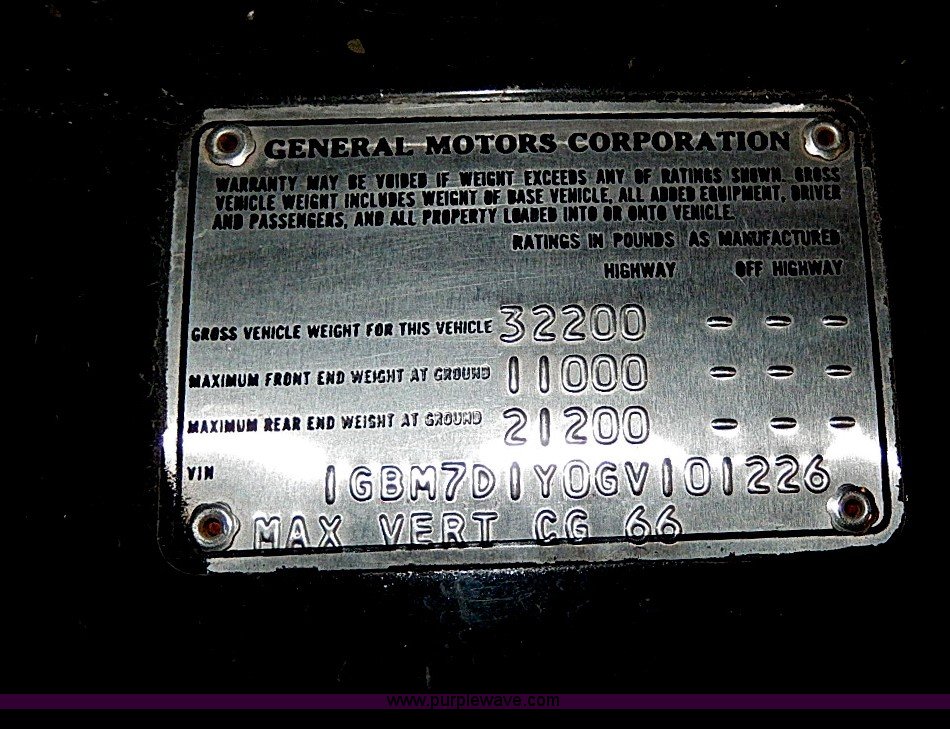 GENERAL MOTORS CORPORATION
WARRANTY MAY BE VOIDED IF WEIGHT EXCEEDS ANY OF RATINGS SHOWN. GROSS
VEHICLE WEIGHT INCLUDES WEIGHT OF BASE VEHICLE, ALL ADDED EQUIPMENT, DRIVER
AND PASSENGERS, AND ALL PROPERTY LOADED INTO OR ONTO VEHICLE.
RATINGS IN POUNDS AS MANUFACTURED
HIGHWAY OFF HIGHWAY
GROSS VEHICLE WEIGHT FOR THIS VEHICLE 32200 - - -
MAXIMUM FRONT END WEIGHT AT GROUND 11000 - - -
MAXIMUM REAR END WEIGHT AT GROUND 21200 - - -
VIN 1GBM7D1Y0GV101226
MAX VERT CG 66
www.purplewave.com